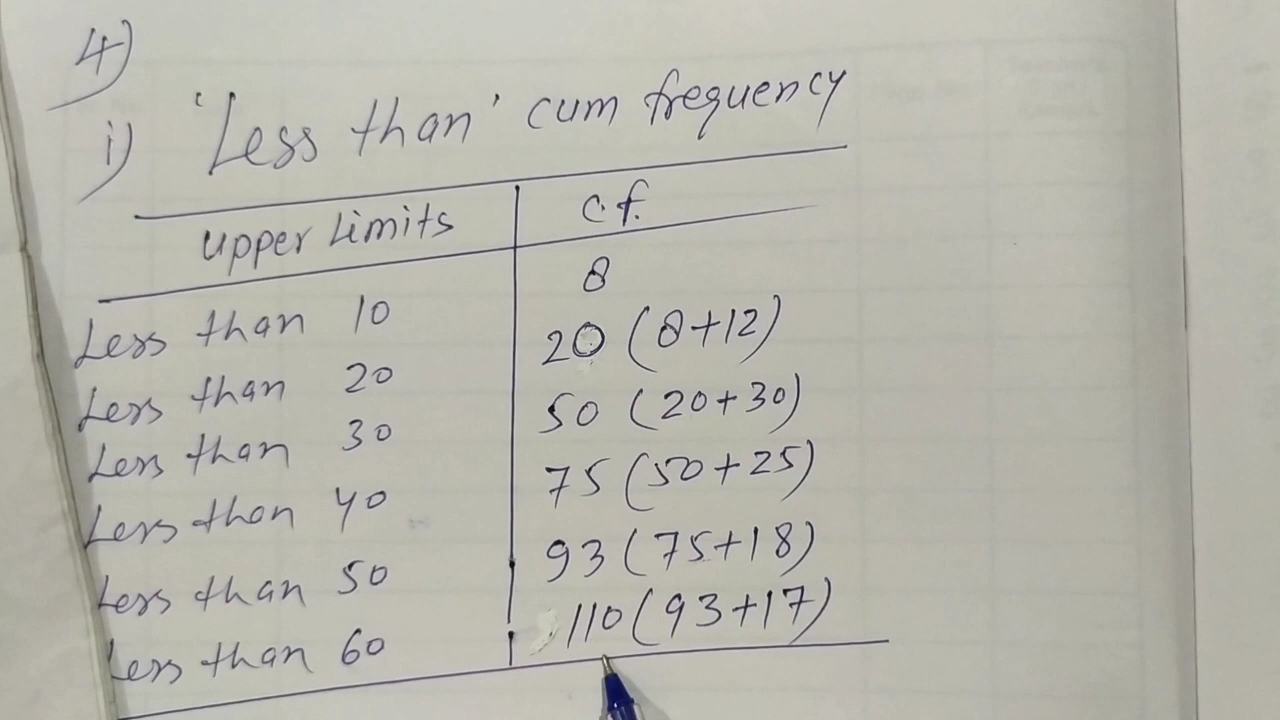 4)
i) 'Less than' cum frequency
Upper Limits c.f.
Less than 10 8
Less than 20 20 (8+12)
Less than 30 50 (20+30)
Less than 40 75 (50+25)
Less than 50 93 (75+18)
Less than 60 110 (93+17)